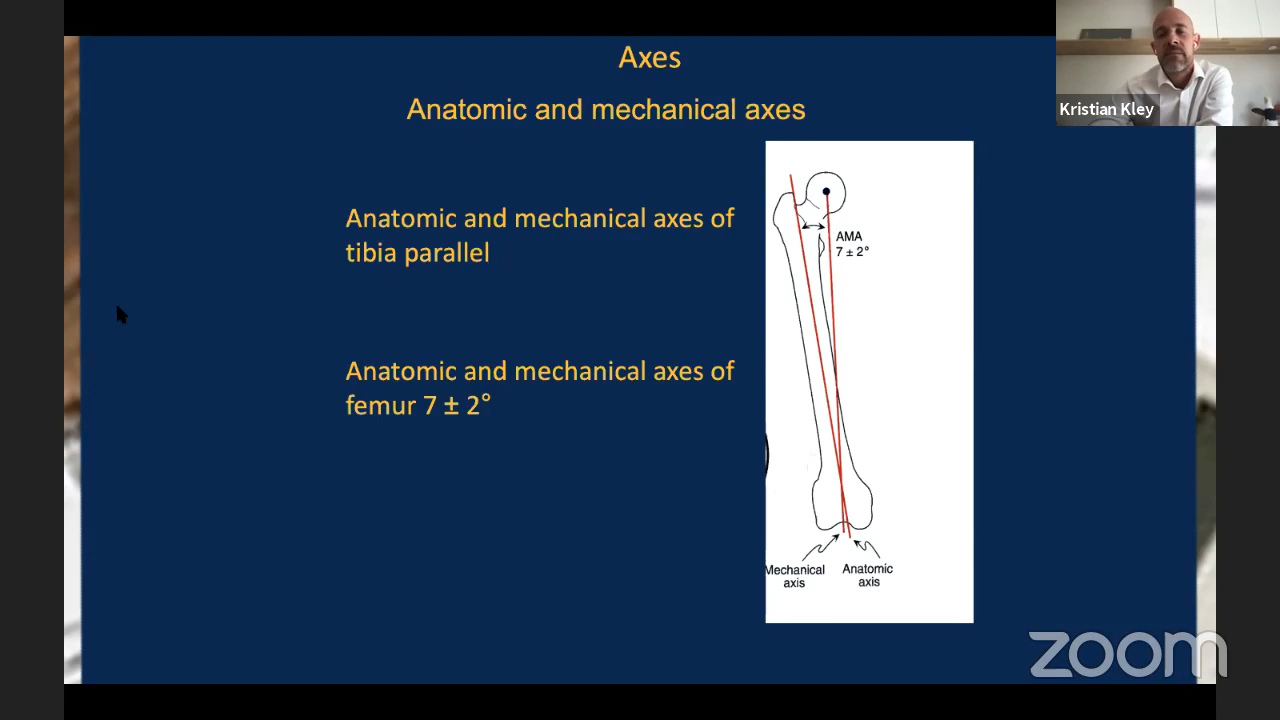 Axes
Anatomic and mechanical axes
Kristian Kley
Anatomic and mechanical axes of
tibia parallel
AMA
7 ± 2°
Anatomic and mechanical axes of
femur 7 ± 2°
Mechanical
axis
Anatomic
axis
zoom